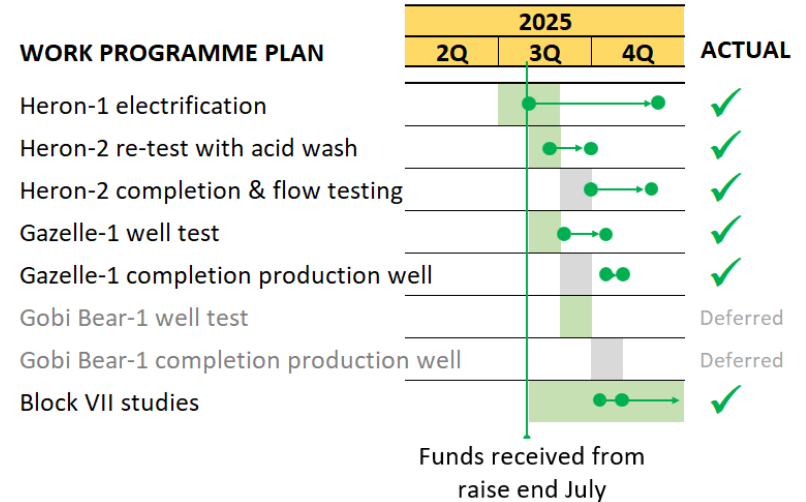 2025
WORK PROGRAMME PLAN 2Q 3Q 4Q ACTUAL
Heron-1 electrification
Heron-2 re-test with acid wash
Heron-2 completion & flow testing
Gazelle-1 well test
Gazelle-1 completion production well
Gobi Bear-1 well test Deferred
Gobi Bear-1 completion production well Deferred
Block VII studies
Funds received from
raise end July